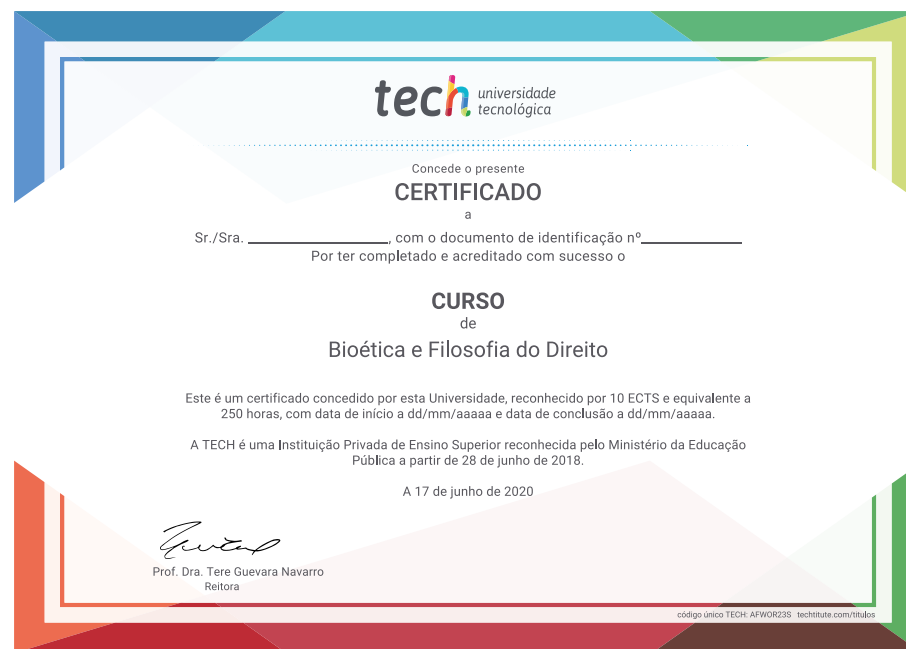 tech universidade
tecnológica
Concede o presente
CERTIFICADO
a
Sr./Sra. ____________________, com o documento de identificação nº______________
Por ter completado e acreditado com sucesso o
CURSO
de
Bioética e Filosofia do Direito
Este é um certificado concedido por esta Universidade, reconhecido por 10 ECTS e equivalente a
250 horas, com data de início a dd/mm/aaaaa e data de conclusão a dd/mm/aaaaa.
A TECH é uma Instituição Privada de Ensino Superior reconhecida pelo Ministério da Educação
Pública a partir de 28 de junho de 2018.
A 17 de junho de 2020
Prof. Dra. Tere Guevara Navarro
Reitora
código único TECH: AFWOR23S techtitute.com/titulos